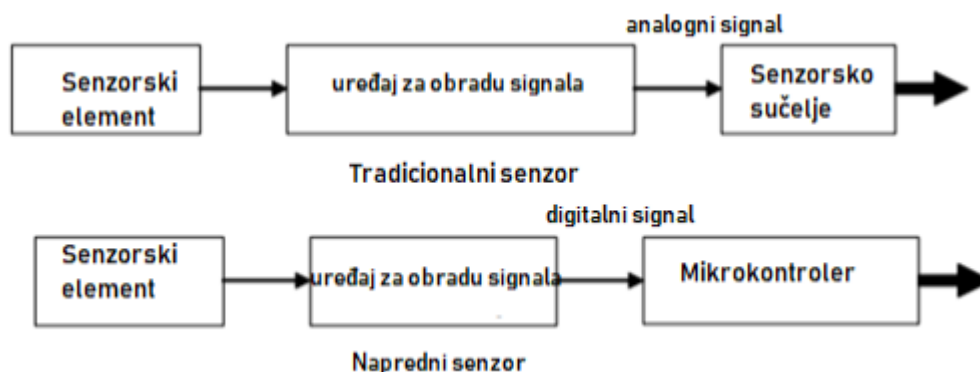 analogni signal
Senzorski
element
uređaj za obradu signala
Senzorsko
sučelje
Tradicionalni senzor
digitalni signal
Senzorski
element
uređaj za obradu signala
Mikrokontroler
Napredni senzor